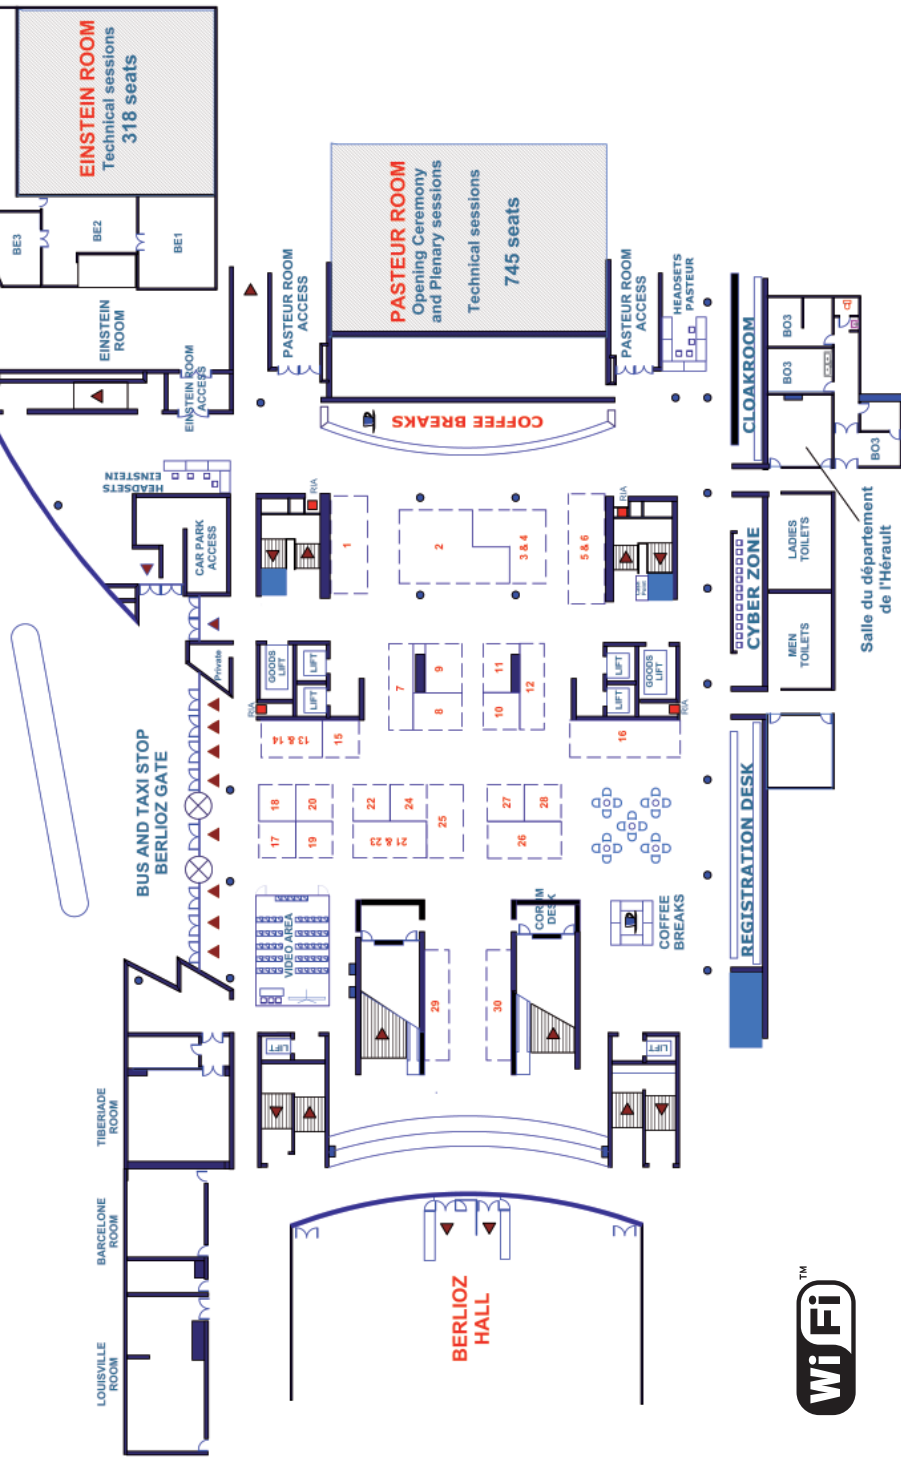 EINSTEIN ROOM
Technical sessions
318 seats
BE3
BE2
BE1
EINSTEIN
ROOM
EINSTEIN ROOM
ACCESS
PASTEUR ROOM
ACCESS
PASTEUR ROOM
Opening Ceremony
and Plenary sessions
Technical sessions
745 seats
PASTEUR ROOM
ACCESS
HEADSETS
PASTEUR
COFFEE BREAKS
CLOAKROOM
BO3
BO3
BO3
HEADSETS
EINSTEIN
CAR PARK
ACCESS
RIA
1
2
3 & 4
5 & 6
RIA
CYBER ZONE
LADIES
TOILETS
MEN
TOILETS
Salle du département
de l'Hérault
Private
GOODS
LIFT
LIFT
LIFT
RIA
7
9
8
11
10
12
LIFT
LIFT
GOODS
LIFT
RIA
13 & 14
15
16
BUS AND TAXI STOP
BERLIOZ GATE
18
20
17
19
22
24
21 & 23
25
27
28
26
REGISTRATION DESK
VIDEO AREA
CORUM
DESK
COFFEE
BREAKS
29
30
LIFT
LIFT
TIBERIADE
ROOM
BARCELONE
ROOM
LOUISVILLE
ROOM
BERLIOZ
HALL
Wi Fi
TM